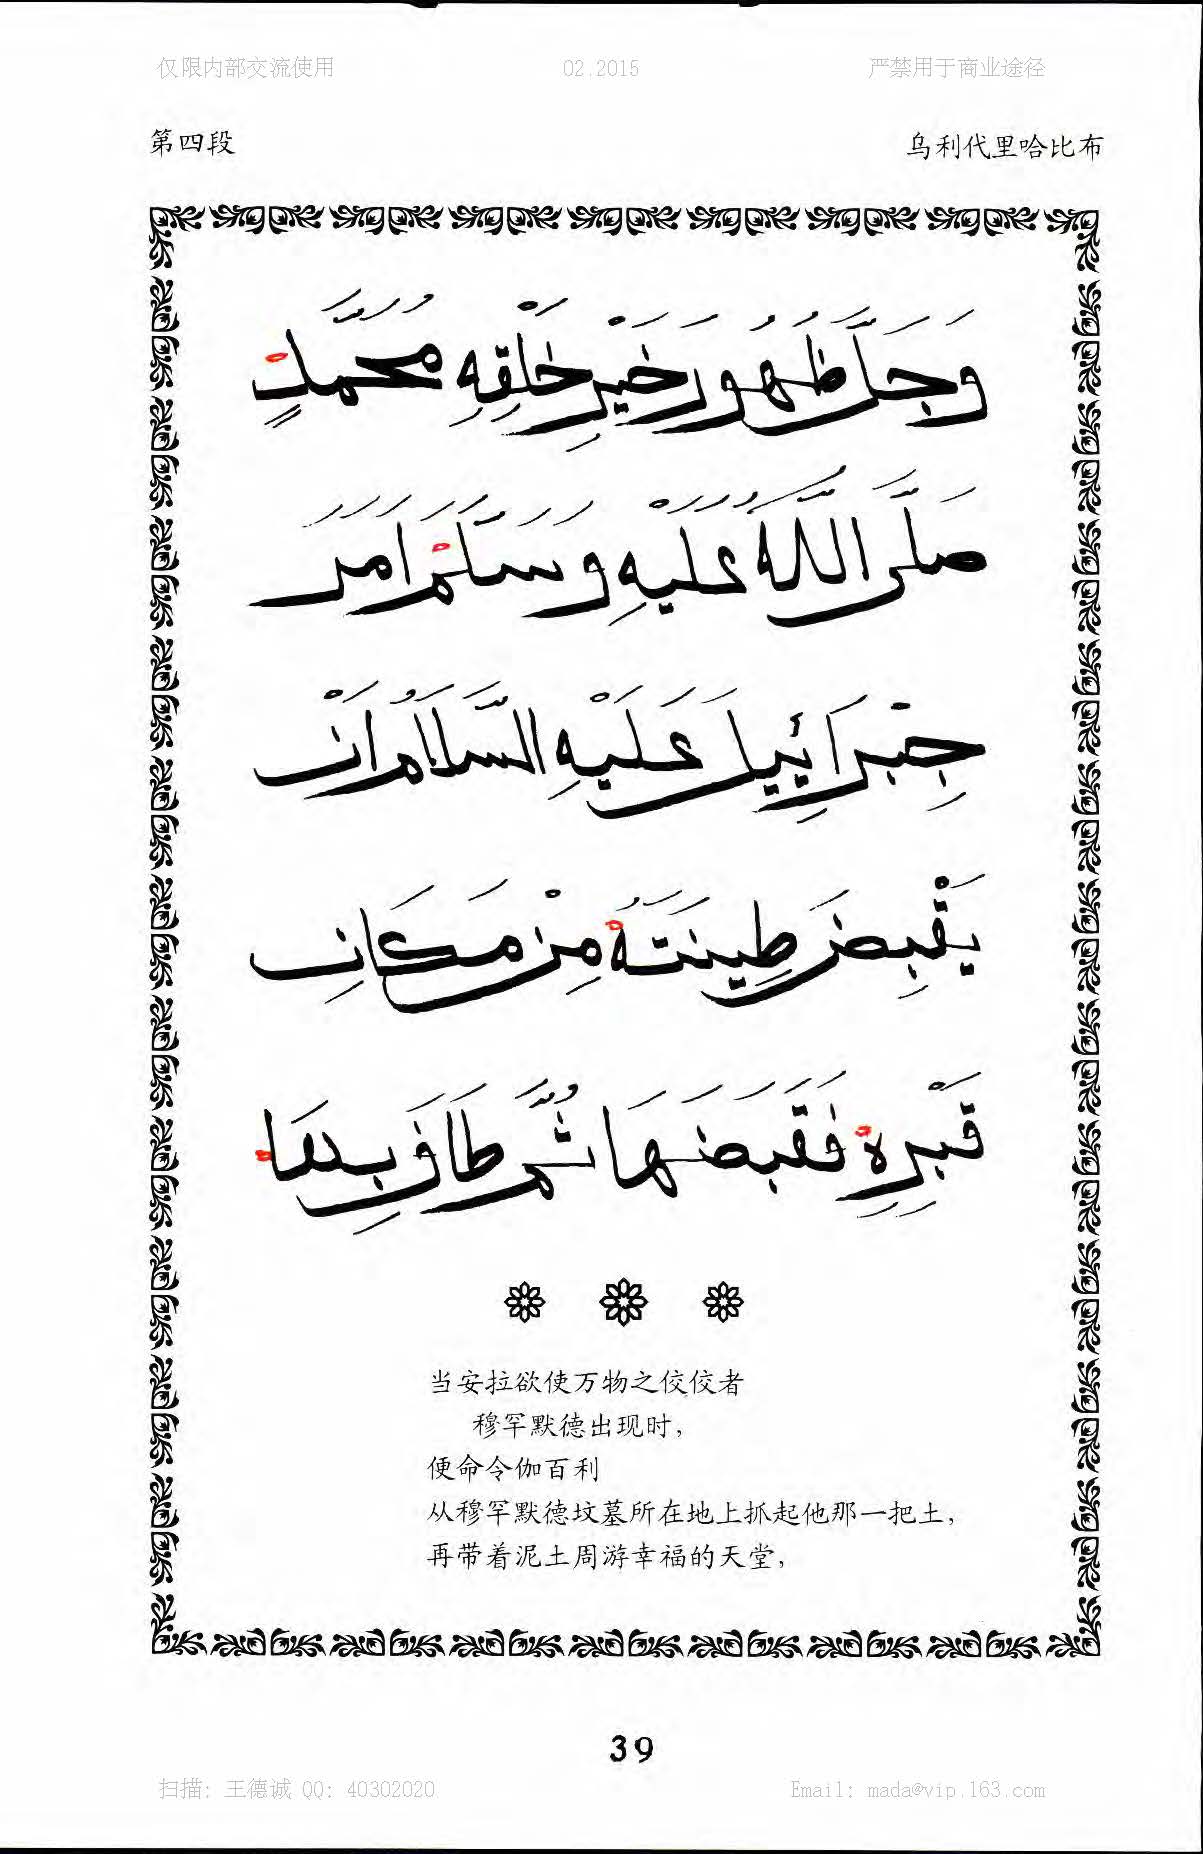 仅限内部交流使用 02.2015 严禁用于商业途径
第四段 乌利代里哈比布
وَجَلَّ ظُهُورَ خَيْرِ خَلْقِهِ مُحَمَّدٍ
صَلَّى اللَّهُ عَلَيْهِ وَسَلَّمَ اَمَرَ
جِبْرَائِيلَ عَلَيْهِ السَّلَامُ اَنْ
يَقْبِضَ طِينَتَهُ مِنْ مَكَانِ
قَبْرِهِ فَقَبَضَهَا ثُمَّ طَافَ بِهَا
当安拉欲使万物之佼佼者
穆罕默德出现时，
便命令伽百利
从穆罕默德坟墓所在地上抓起他那一把土，
再带着泥土周游幸福的天堂，
39
扫描: 王德诚 QQ: 40302020 Email: mada@vip.163.com